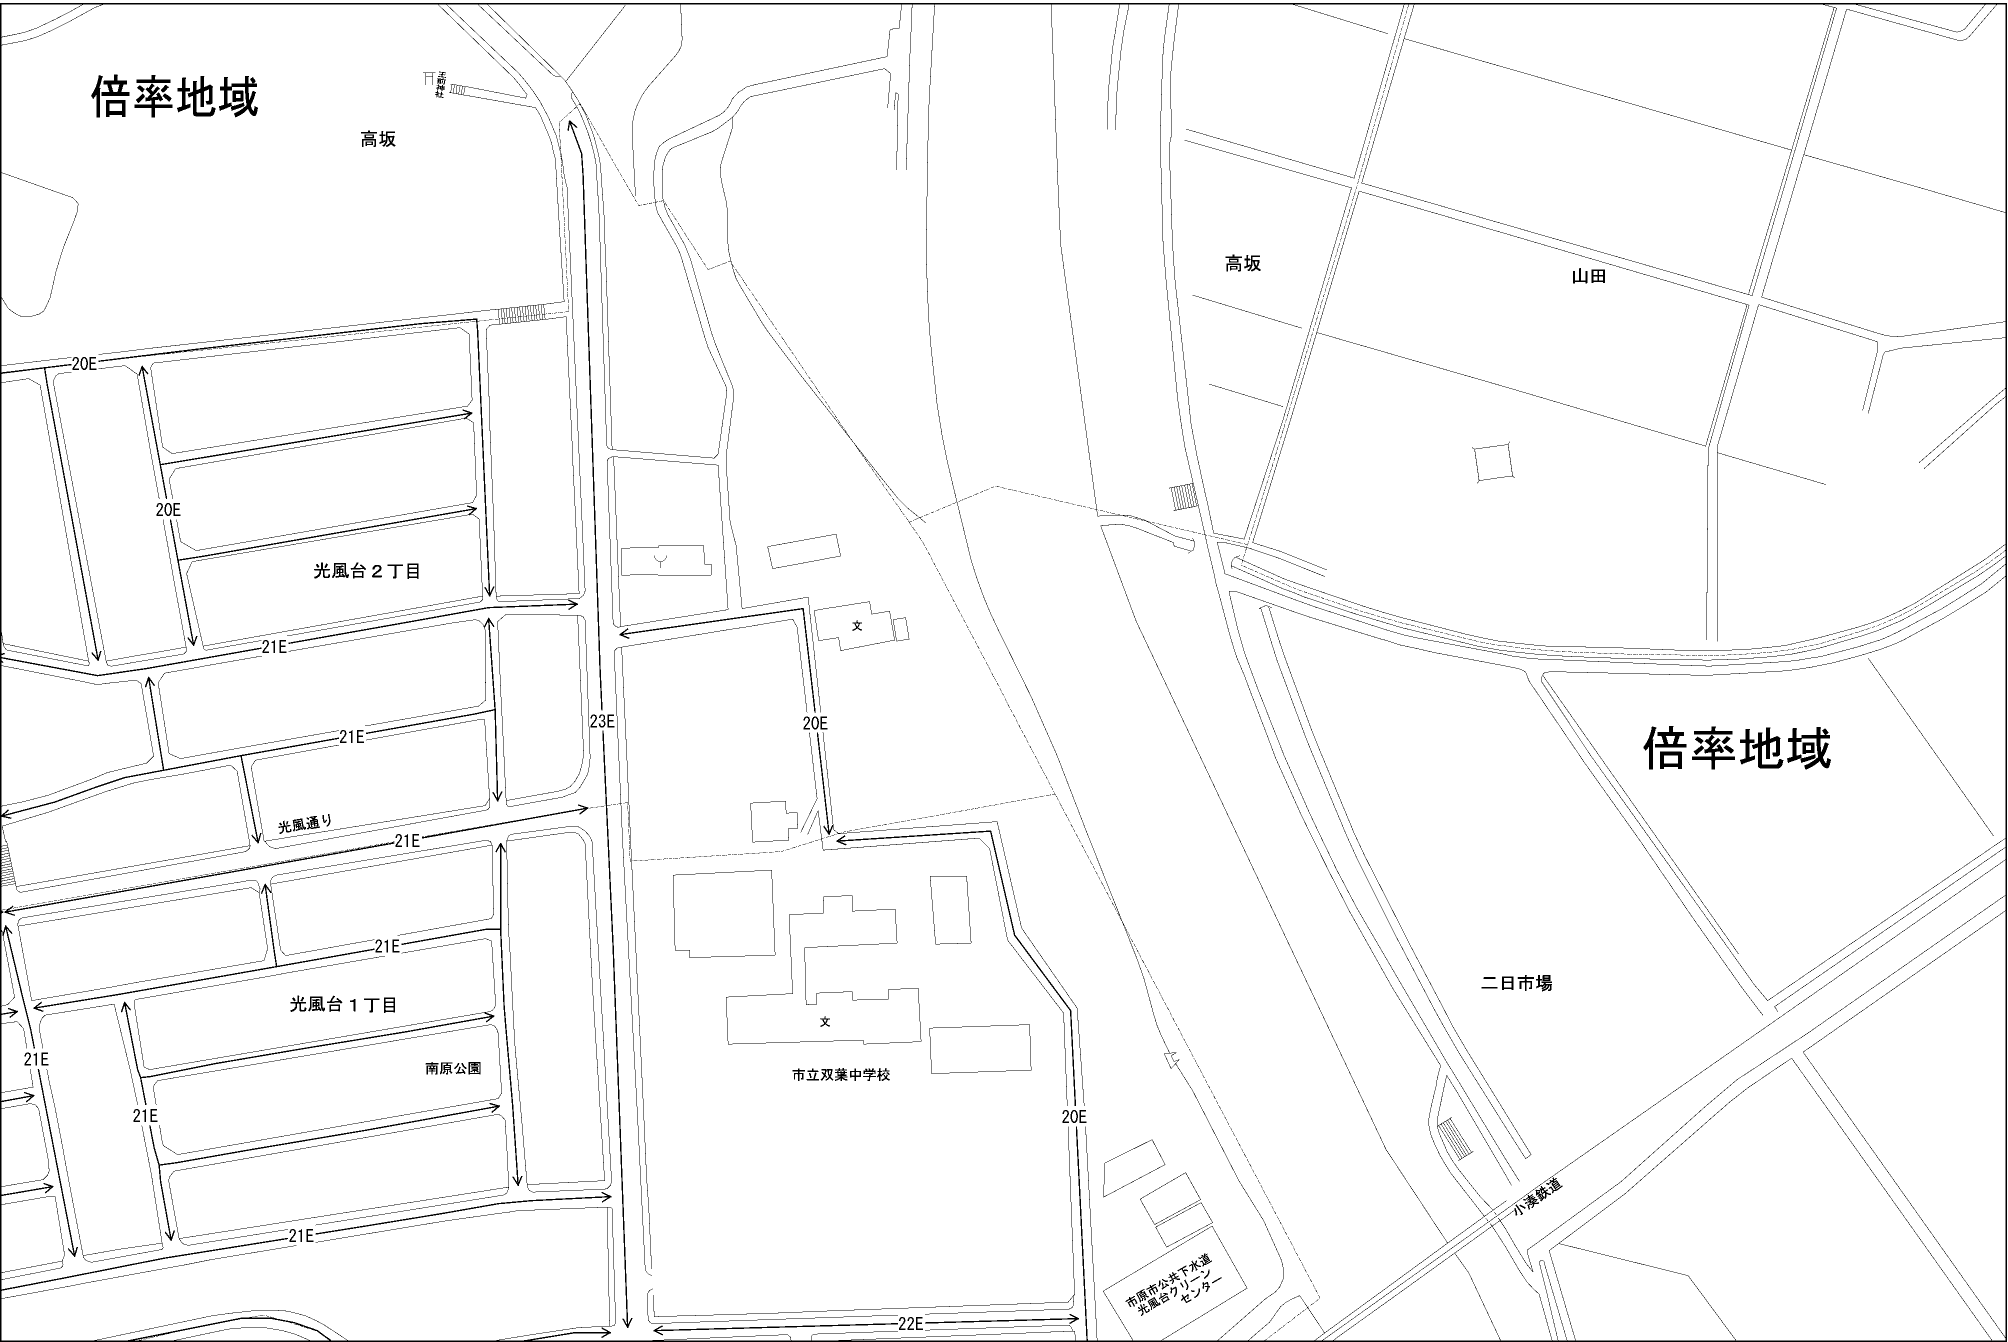 倍率地域
玉前神社
高坂
高坂
山田
20E
20E
光風台2丁目
文
21E
23E
20E
21E
倍率地域
光風通り
21E
21E
二日市場
光風台1丁目
文
21E
南原公園
市立双葉中学校
21E
20E
小湊鉄道
21E
市原市公共下水道
光風台クリーン
センター
22E